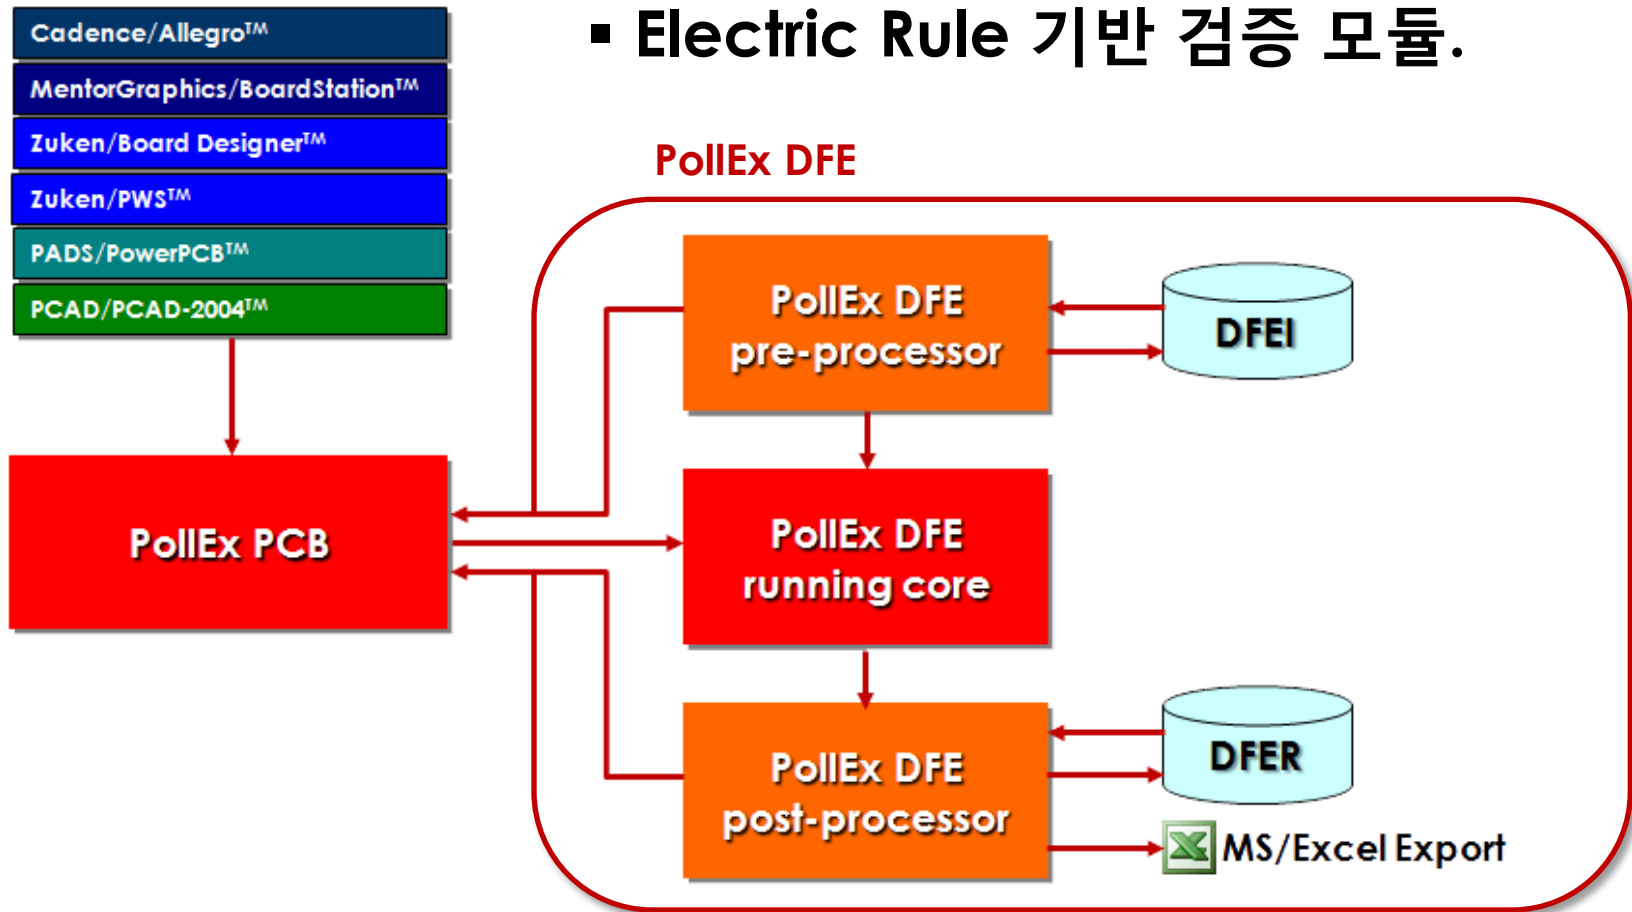 Cadence/Allegro™
MentorGraphics/BoardStation™
Zuken/Board Designer™
Zuken/PWS™
PADS/PowerPCB™
PCAD/PCAD-2004™
▪ Electric Rule 기반 검증 모듈.
PollEx DFE
PollEx PCB
PollEx DFE
pre-processor
DFEI
PollEx DFE
running core
PollEx DFE
post-processor
DFER
MS/Excel Export